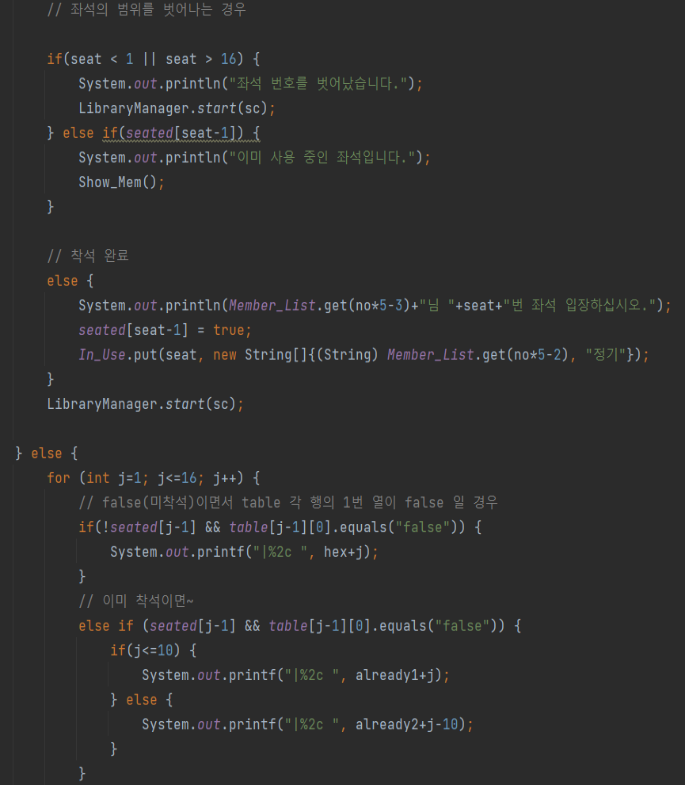 // 좌석의 범위를 벗어나는 경우
if(seat < 1 || seat > 16) {
System.out.println("좌석 번호를 벗어났습니다.");
LibraryManager.start(sc);
} else if(seated[seat-1]) {
System.out.println("이미 사용 중인 좌석입니다.");
Show_Mem();
}
// 착석 완료
else {
System.out.println(Member_List.get(no*5-3)+"님 "+seat+"번 좌석 입장하십시오.");
seated[seat-1] = true;
In_Use.put(seat, new String[]{(String) Member_List.get(no*5-2), "정기"});
}
LibraryManager.start(sc);
} else {
for (int j=1; j<=16; j++) {
// false(미착석)이면서 table 각 행의 1번 열이 false 일 경우
if(!seated[j-1] && table[j-1][0].equals("false")) {
System.out.printf("|%2c ", hex+j);
}
// 이미 착석이면~
else if (seated[j-1] && table[j-1][0].equals("false")) {
if(j<=10) {
System.out.printf("|%2c ", already1+j);
} else {
System.out.printf("|%2c ", already2+j-10);
}
}